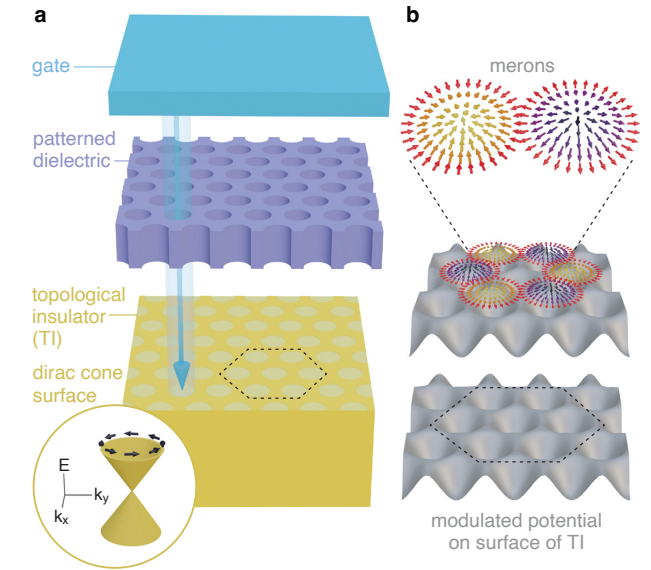 a
gate
patterned
dielectric
topological
insulator
(TI)
dirac cone
surface
E
ky
kx
b
merons
modulated potential
on surface of TI